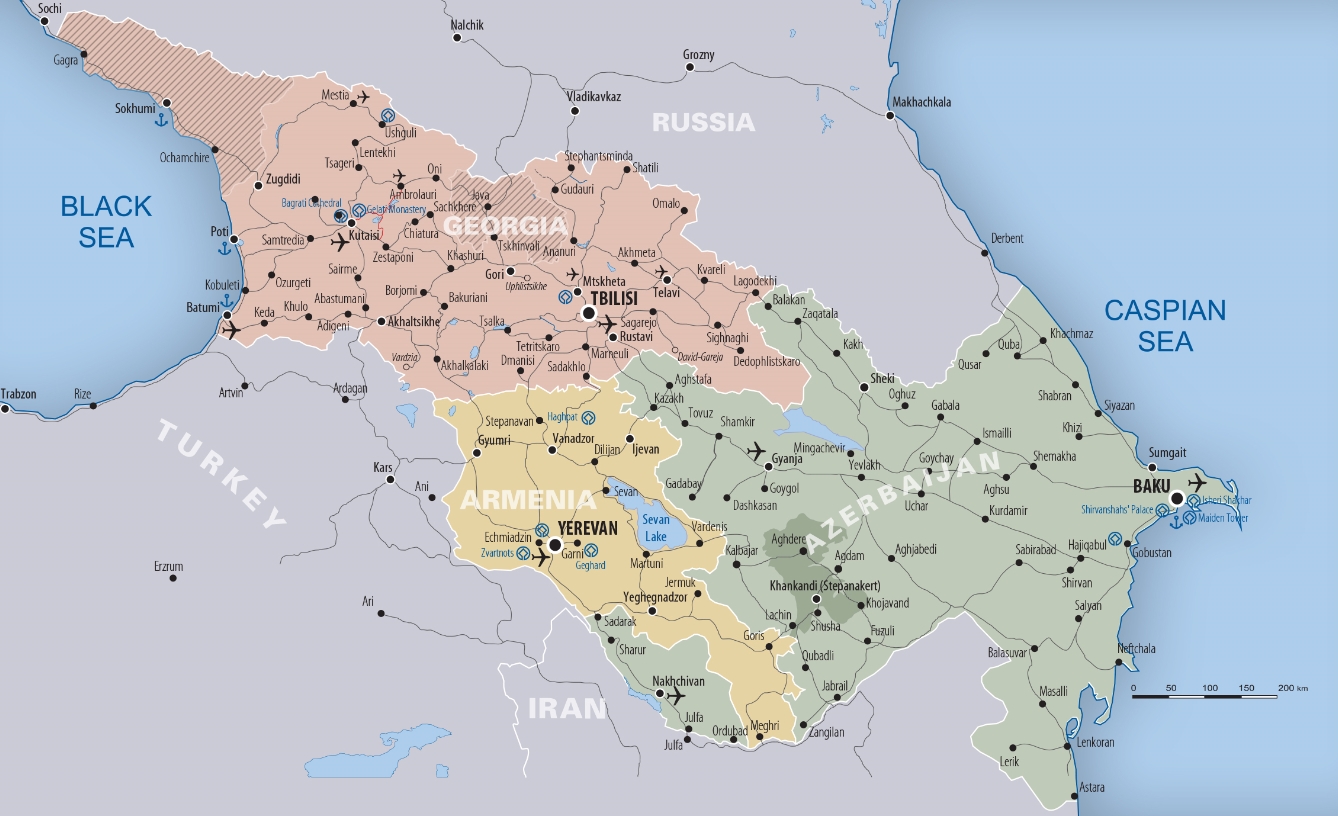 Sochi
Nalchik
Gagra
Grozny
Mestia
Vladikavkaz
Makhachkala
Sokhumi
RUSSIA
Ushguli
Lentekhi
Ochamchire
Tsageri
Oni
Stephantsminda
Shatili
Zugdidi
Ambrolauri
Java
Gudauri
BLACK
SEA
Bagrati Cathedral
Gelati Monastery
Sachkhere
Omalo
GEORGIA
Poti
Samtredia
Kutaisi
Chiatura
Tskhinvali
Ananuri
Derbent
Zestaponi
Khashuri
Akhmeta
Sairme
Gori
Kvareli
Kobuleti
Ozurgeti
Uphlistsikhe
Mtskheta
Telavi
Lagodekhi
Borjomi
Bakuriani
TBILISI
Balakan
Batumi
Keda
Khulo
Abastumani
Zaqatala
CASPIAN
SEA
Adigeni
Akhaltsikhe
Tsalka
Sagarejo
Rustavi
Tetritskaro
Sighnaghi
Kakh
Quba
Khachmaz
Vardzia
Akhalkalaki
Dmanisi
Marneuli
David-Gareja
Dedophlistskaro
Qusar
Sadakhlo
Trabzon
Rize
Artvin
Ardagan
Aghstafa
Sheki
Oghuz
Shabran
Kazakh
Gabala
Siyazan
TURKEY
Stepanavan
Haghpat
Tovuz
Shamkir
Khizi
Gyumri
Vanadzor
Ijevan
Mingachevir
Ismailli
Dilijan
Gyanja
Yevlakh
Goychay
Shemakha
Sumgait
Kars
Ani
Sevan
Gadabay
Goygol
AZERBAIJAN
Aghsu
BAKU
ARMENIA
Dashkasan
Uchar
Kurdamir
Shirvanshahs' Palace
Isheri Shakhar
Maiden Tower
Sevan
Lake
YEREVAN
Vardenis
Echmiadzin
Zvartnots
Garni
Geghard
Martuni
Kalbajar
Aghdere
Agdam
Aghjabedi
Sabirabad
Hajiqabul
Gobustan
Erzurm
Jermuk
Khankandi (Stepanakert)
Shirvan
Ari
Yeghegnadzor
Khojavand
Salyan
Sadarak
Lachin
Shusha
Sharur
Goris
Fuzuli
Balasuvar
Neftchala
Qubadli
Nakhchivan
Jabrail
Masalli
0 50 100 150 200 km
IRAN
Julfa
Julfa
Ordubad
Meghri
Zangilan
Lenkoran
Lerik
Astara